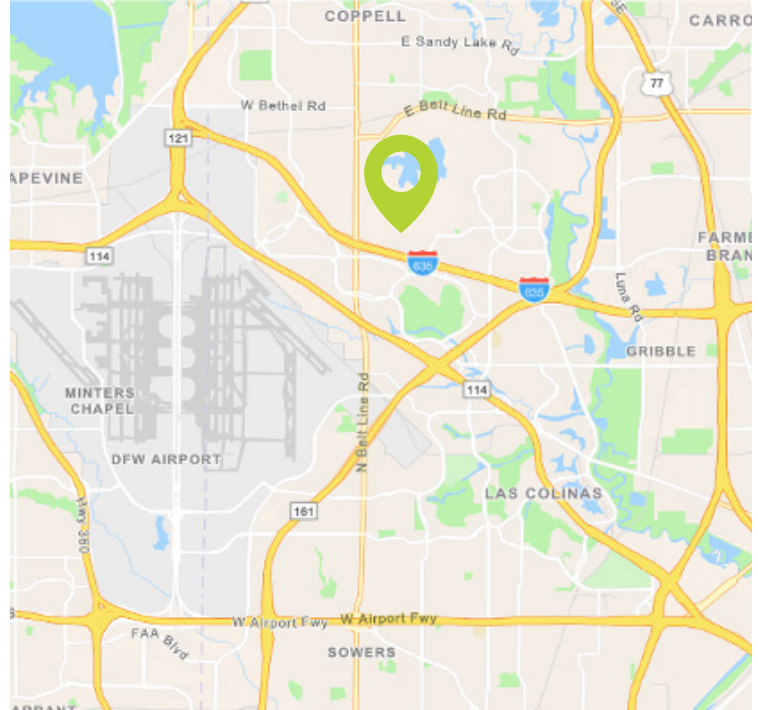 COPPELL
CARRO
E Sandy Lake Rd
77
W Bethel Rd
E Belt Line Rd
121
APEVINE
FARME
BRAN
114
635
635
Luna Rd
GRIBBLE
MINTERS
CHAPEL
114
N Belt Line Rd
DFW AIRPORT
LAS COLINAS
161
Hwy 360
W Airport Fwy
W Airport Fwy
FAA Blvd
SOWERS